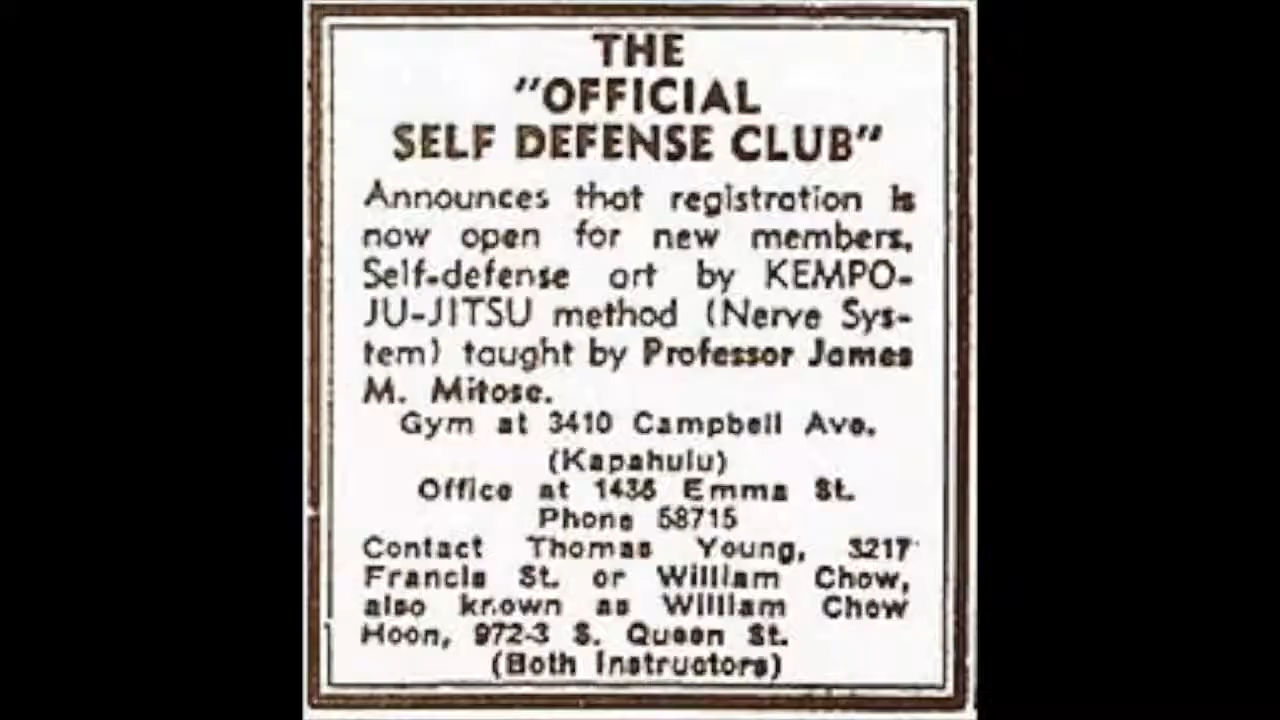 THE
"OFFICIAL
SELF DEFENSE CLUB"
Announces that registration is
now open for new members.
Self-defense art by KEMPO-
JU-JITSU method (Nerve Sys-
tem) taught by Professor James
M. Mitose.
Gym at 3410 Campbell Ave.
(Kapahulu)
Office at 1436 Emma St.
Phone 58715
Contact Thomas Young, 3217
Francis St. or William Chow,
also known as William Chow
Hoon, 972-3 S. Queen St.
(Both Instructors)